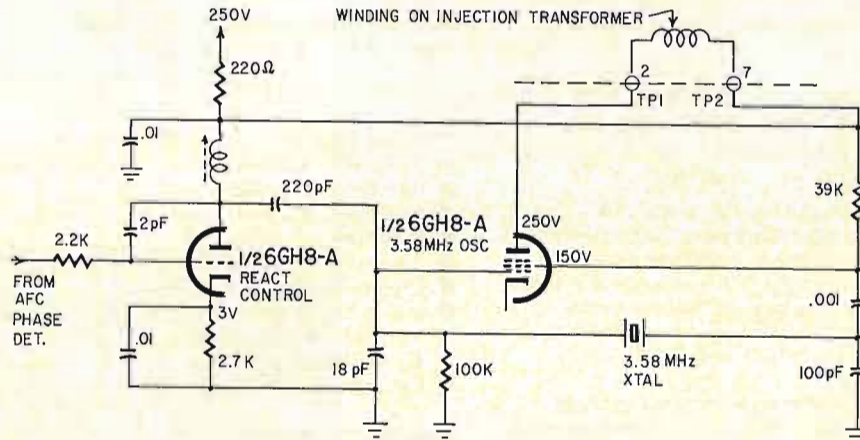 250V
WINDING ON INJECTION TRANSFORMER
220Ω
2
7
TP1
TP2
.01
220pF
39K
2pF
1/2 6GH8-A
3.58MHz OSC
250V
2.2K
1/2 6GH8-A
REACT
CONTROL
150V
FROM
AFC
PHASE
DET.
3V
.001
.01
2.7K
18pF
100K
3.58 MHz
XTAL
100pF